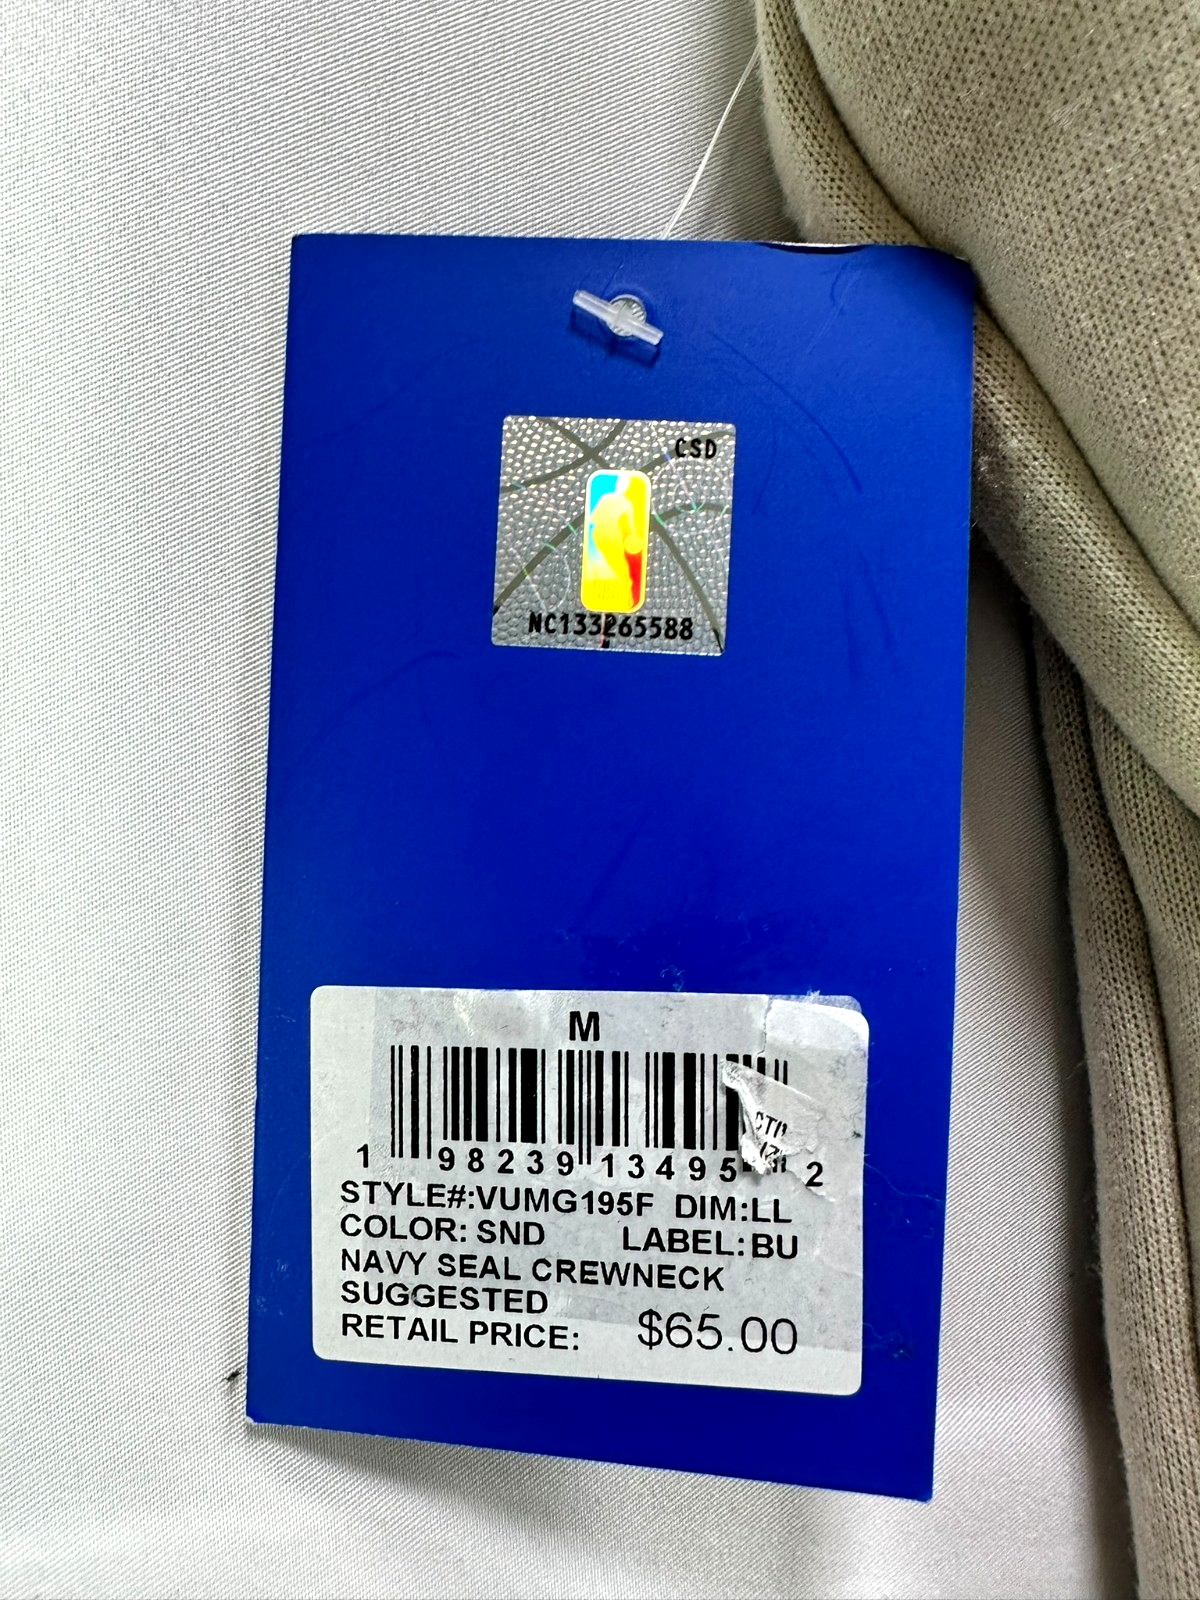 CSD
NC133265588
M
1 98239 13495 2
STYLE#:VUMG195F DIM:LL
COLOR: SND LABEL:BU
NAVY SEAL CREWNECK
SUGGESTED
RETAIL PRICE: $65.00